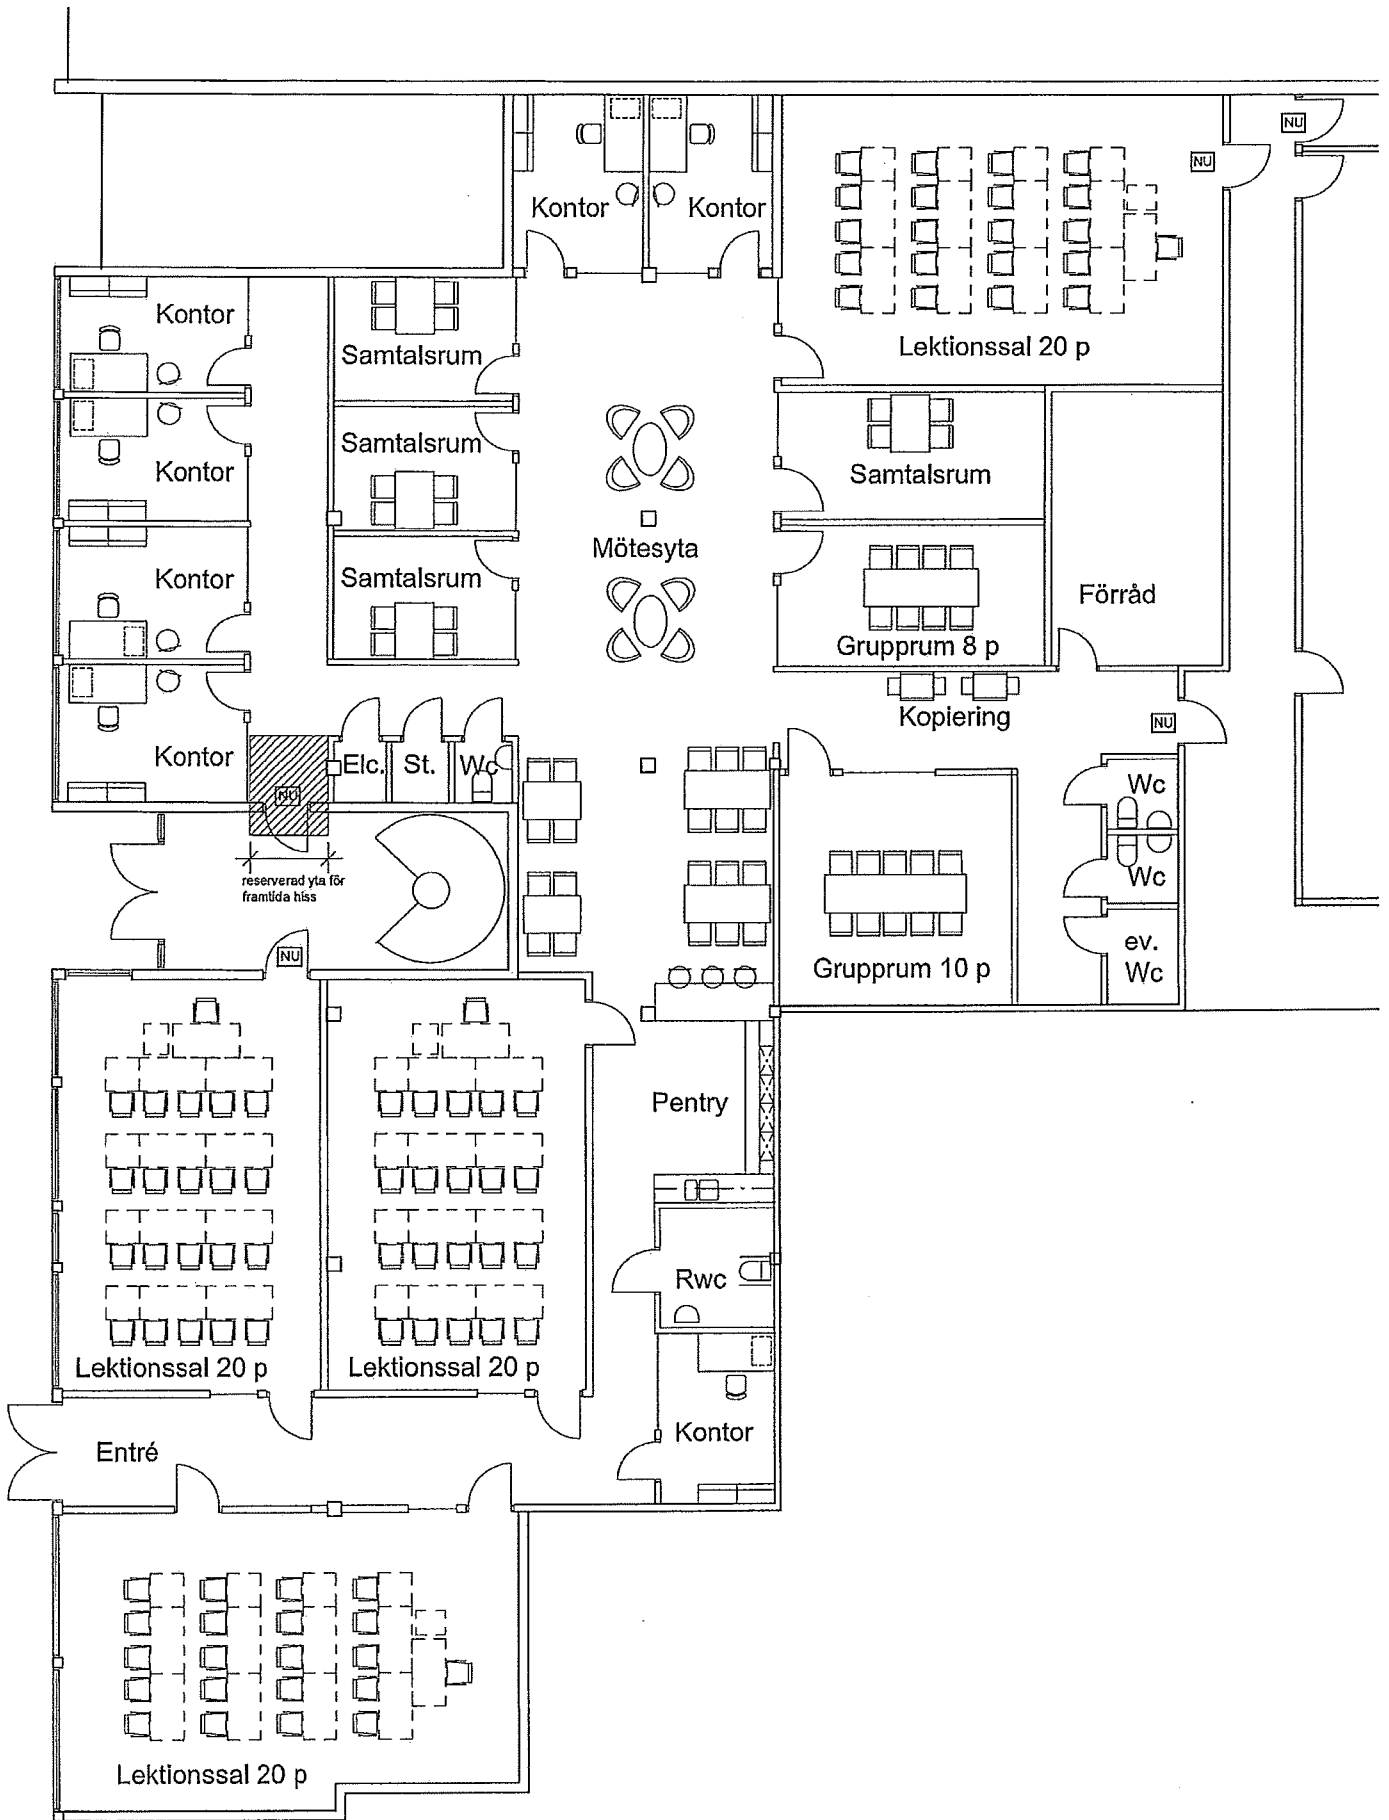 NU
NU
Kontor
Kontor
Kontor
Samtalsrum
Lektionssal 20 p
Kontor
Samtalsrum
Samtalsrum
Mötesyta
Kontor
Samtalsrum
Förråd
Grupprum 8 p
Kopiering
NU
Kontor
Elc.
St.
Wc
Wc
NU
Wc
reserverad yta för
framtida hiss
ev.
Wc
NU
Grupprum 10 p
Pentry
Rwc
Lektionssal 20 p
Lektionssal 20 p
Kontor
Entré
Lektionssal 20 p